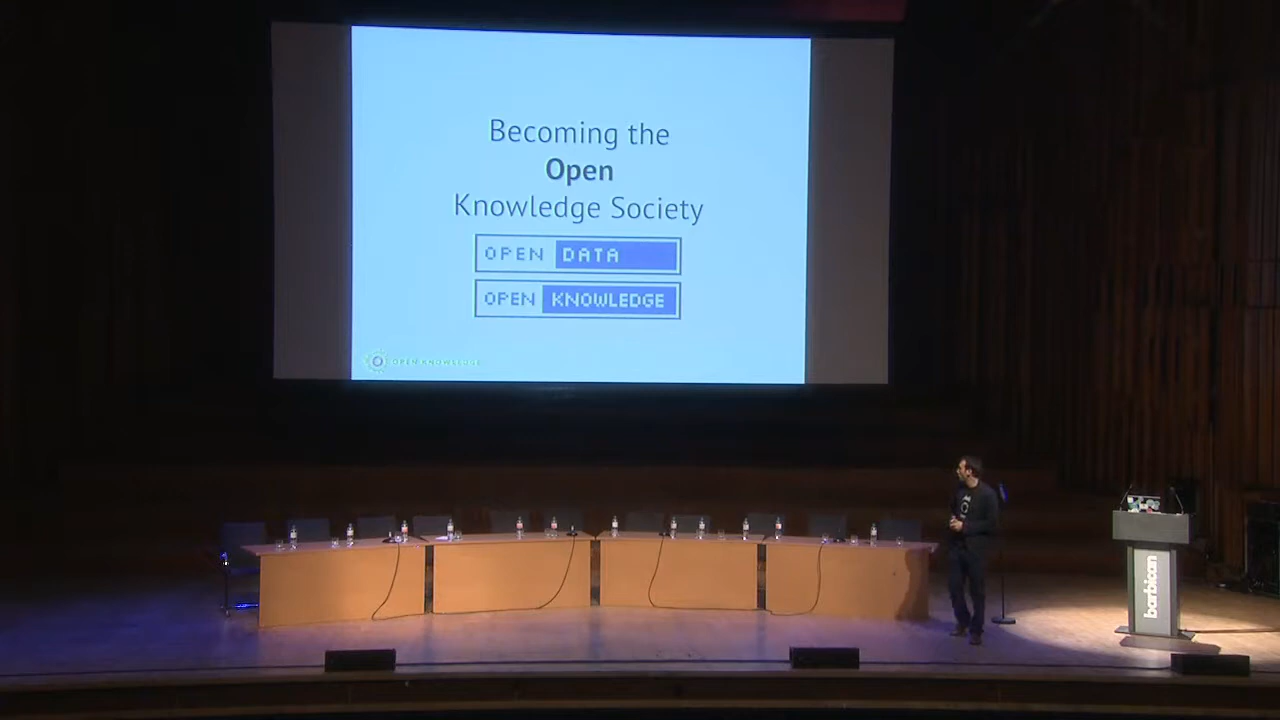 Becoming the
Open
Knowledge Society
OPEN DATA
OPEN KNOWLEDGE
OPEN KNOWLEDGE
barbican